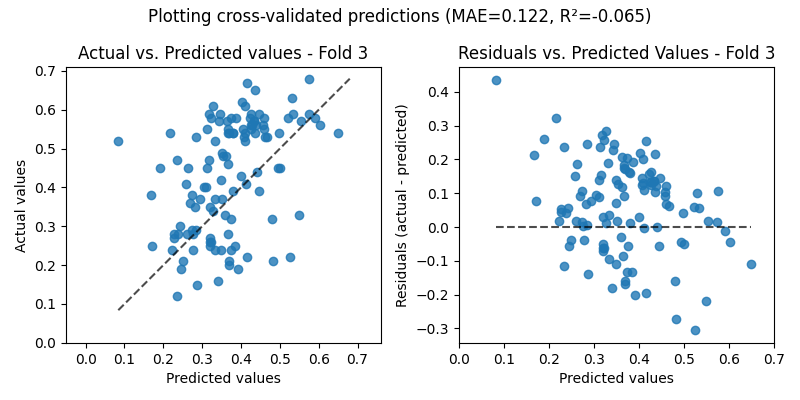 Plotting cross-validated predictions (MAE=0.122, R²=-0.065)
Actual vs. Predicted values - Fold 3
Actual values
0.7
0.6
0.5
0.4
0.3
0.2
0.1
0.0
0.0 0.1 0.2 0.3 0.4 0.5 0.6 0.7
Predicted values
Residuals vs. Predicted Values - Fold 3
Residuals (actual - predicted)
0.4
0.3
0.2
0.1
0.0
−0.1
−0.2
−0.3
0.0 0.1 0.2 0.3 0.4 0.5 0.6 0.7
Predicted values